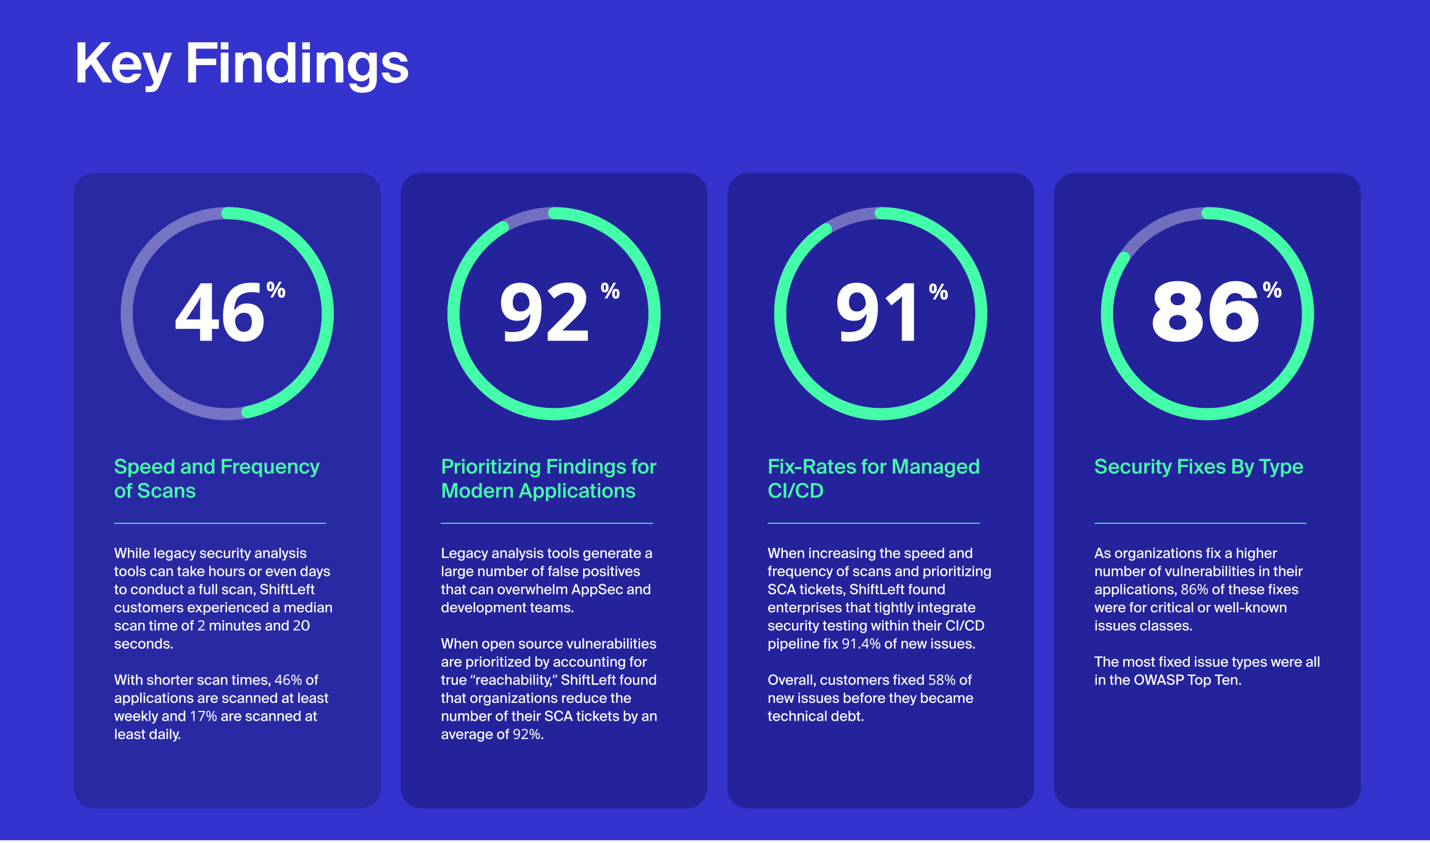 Key Findings
46%
Speed and Frequency
of Scans
While legacy security analysis
tools can take hours or even days
to conduct a full scan, ShiftLeft
customers experienced a median
scan time of 2 minutes and 20
seconds.
With shorter scan times, 46% of
applications are scanned at least
weekly and 17% are scanned at
least daily.
92%
Prioritizing Findings for
Modern Applications
Legacy analysis tools generate a
large number of false positives
that can overwhelm AppSec and
development teams.
When open source vulnerabilities
are prioritized by accounting for
true “reachability,” ShiftLeft found
that organizations reduce the
number of their SCA tickets by an
average of 92%.
91%
Fix-Rates for Managed
CI/CD
When increasing the speed and
frequency of scans and prioritizing
SCA tickets, ShiftLeft found
enterprises that tightly integrate
security testing within their CI/CD
pipeline fix 91.4% of new issues.
Overall, customers fixed 58% of
new issues before they became
technical debt.
86%
Security Fixes By Type
As organizations fix a higher
number of vulnerabilities in their
applications, 86% of these fixes
were for critical or well-known
issues classes.
The most fixed issue types were all
in the OWASP Top Ten.